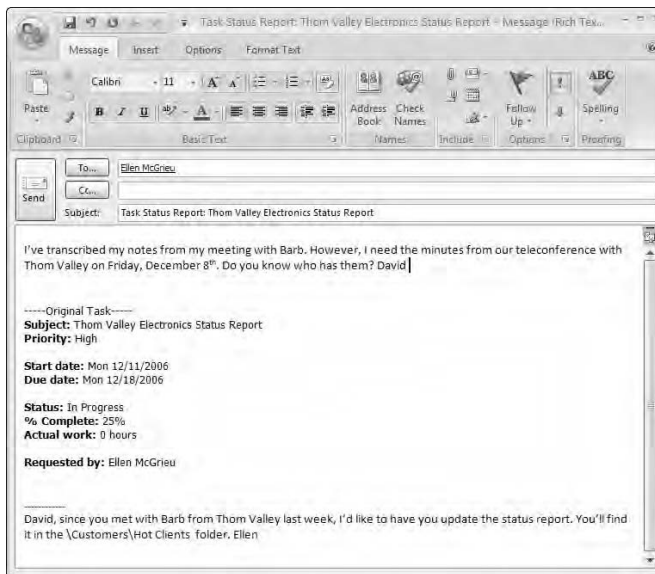 Task Status Report: Thom Valley Electronics Status Report - Message (Rich Tex...
Message Insert Options Format Text
Calibri 11 A A
Paste B I U ab A Address Book Check Names Follow Up ABC Spelling
Clipboard Basic Text Names Include Options Proofing
To... Ellen McGrieu
Cc...
Send
Subject: Task Status Report: Thom Valley Electronics Status Report
I've transcribed my notes from my meeting with Barb. However, I need the minutes from our teleconference with
Thom Valley on Friday, December 8th. Do you know who has them? David
-----Original Task-----
Subject: Thom Valley Electronics Status Report
Priority: High
Start date: Mon 12/11/2006
Due date: Mon 12/18/2006
Status: In Progress
% Complete: 25%
Actual work: 0 hours
Requested by: Ellen McGrieu
------------
David, since you met with Barb from Thom Valley last week, I'd like to have you update the status report. You'll find
it in the \Customers\Hot Clients folder. Ellen